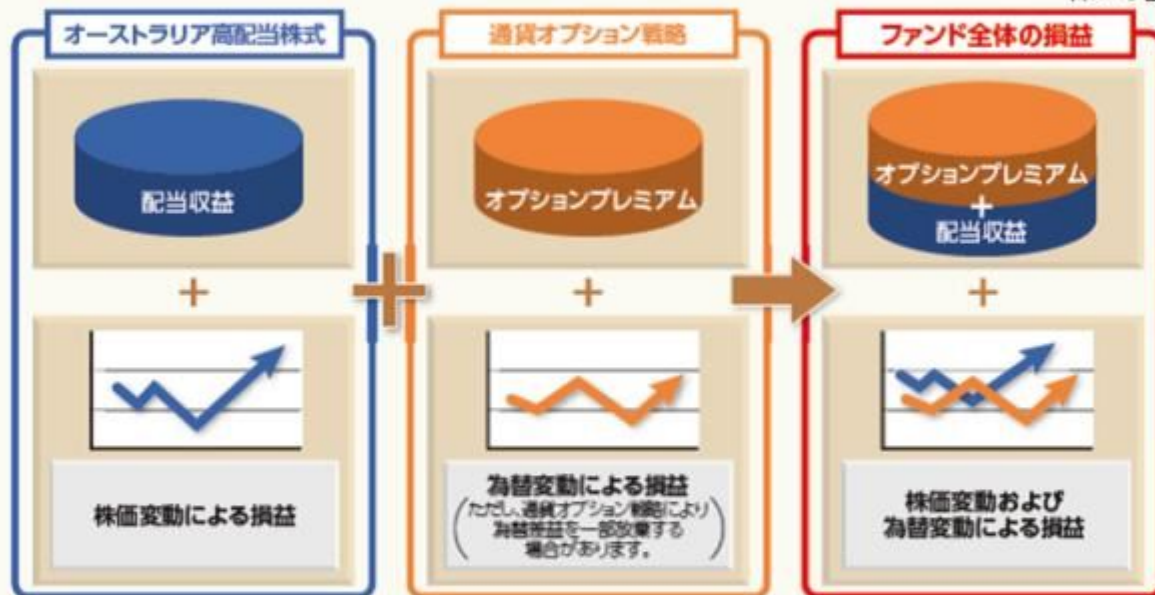 オーストラリア高配当株式
配当収益
+
株価変動による損益
+
通貨オプション戦略
オプションプレミアム
+
為替変動による損益
(ただし、通貨オプション戦略により
為替差益を一部放棄する
場合があります。)
ファンド全体の損益
オプションプレミアム
+
配当収益
+
株価変動および
為替変動による損益